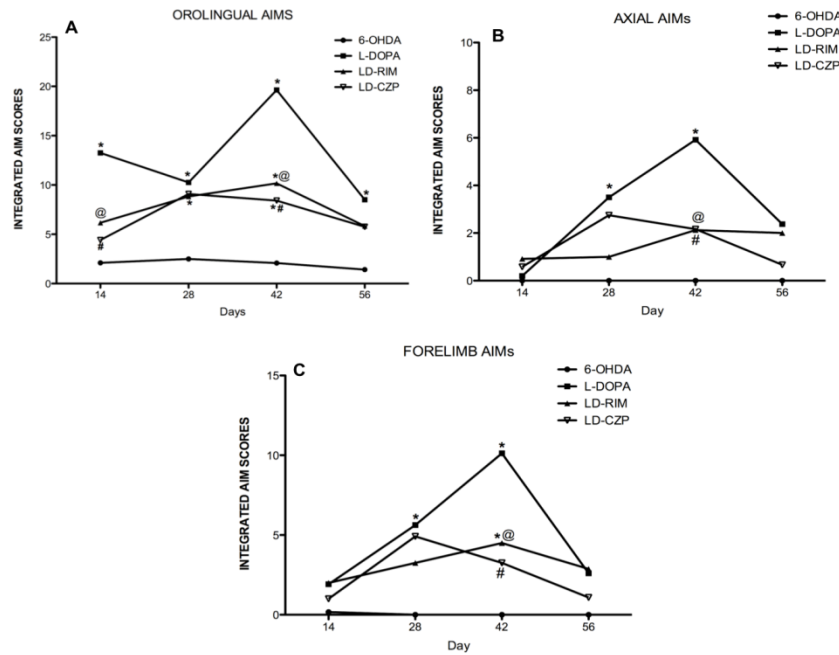 A
OROLINGUAL AIMS
6-OHDA
L-DOPA
LD-RIM
LD-CZP
INTEGRATED AIM SCORES
25
20
15
10
5
0
* * * *
@ * *@
# *#
14 28 42 56
Days
B
AXIAL AIMs
6-OHDA
L-DOPA
LD-RIM
LD-CZP
INTEGRATED AIM SCORES
10
8
6
4
2
0
* *
@
#
14 28 42 56
Day
C
FORELIMB AIMs
6-OHDA
L-DOPA
LD-RIM
LD-CZP
INTEGRATED AIM SCORES
15
10
5
0
* *
*@
#
14 28 42 56
Day